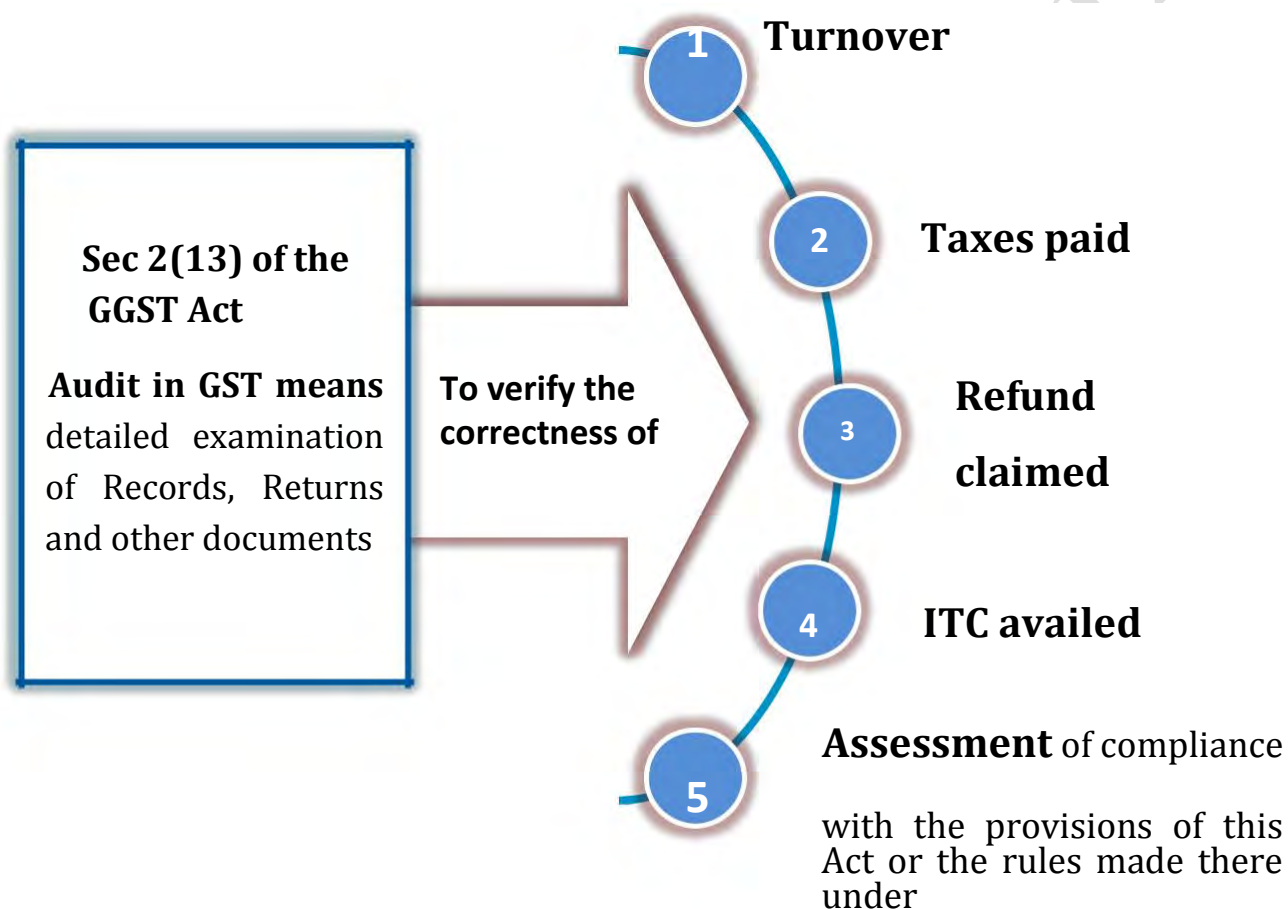 Sec 2(13) of the
GGST Act
Audit in GST means
detailed examination
of Records, Returns
and other documents
To verify the
correctness of
1
Turnover
2
Taxes paid
3
Refund
claimed
4
ITC availed
5
Assessment of compliance
with the provisions of this
Act or the rules made there
under